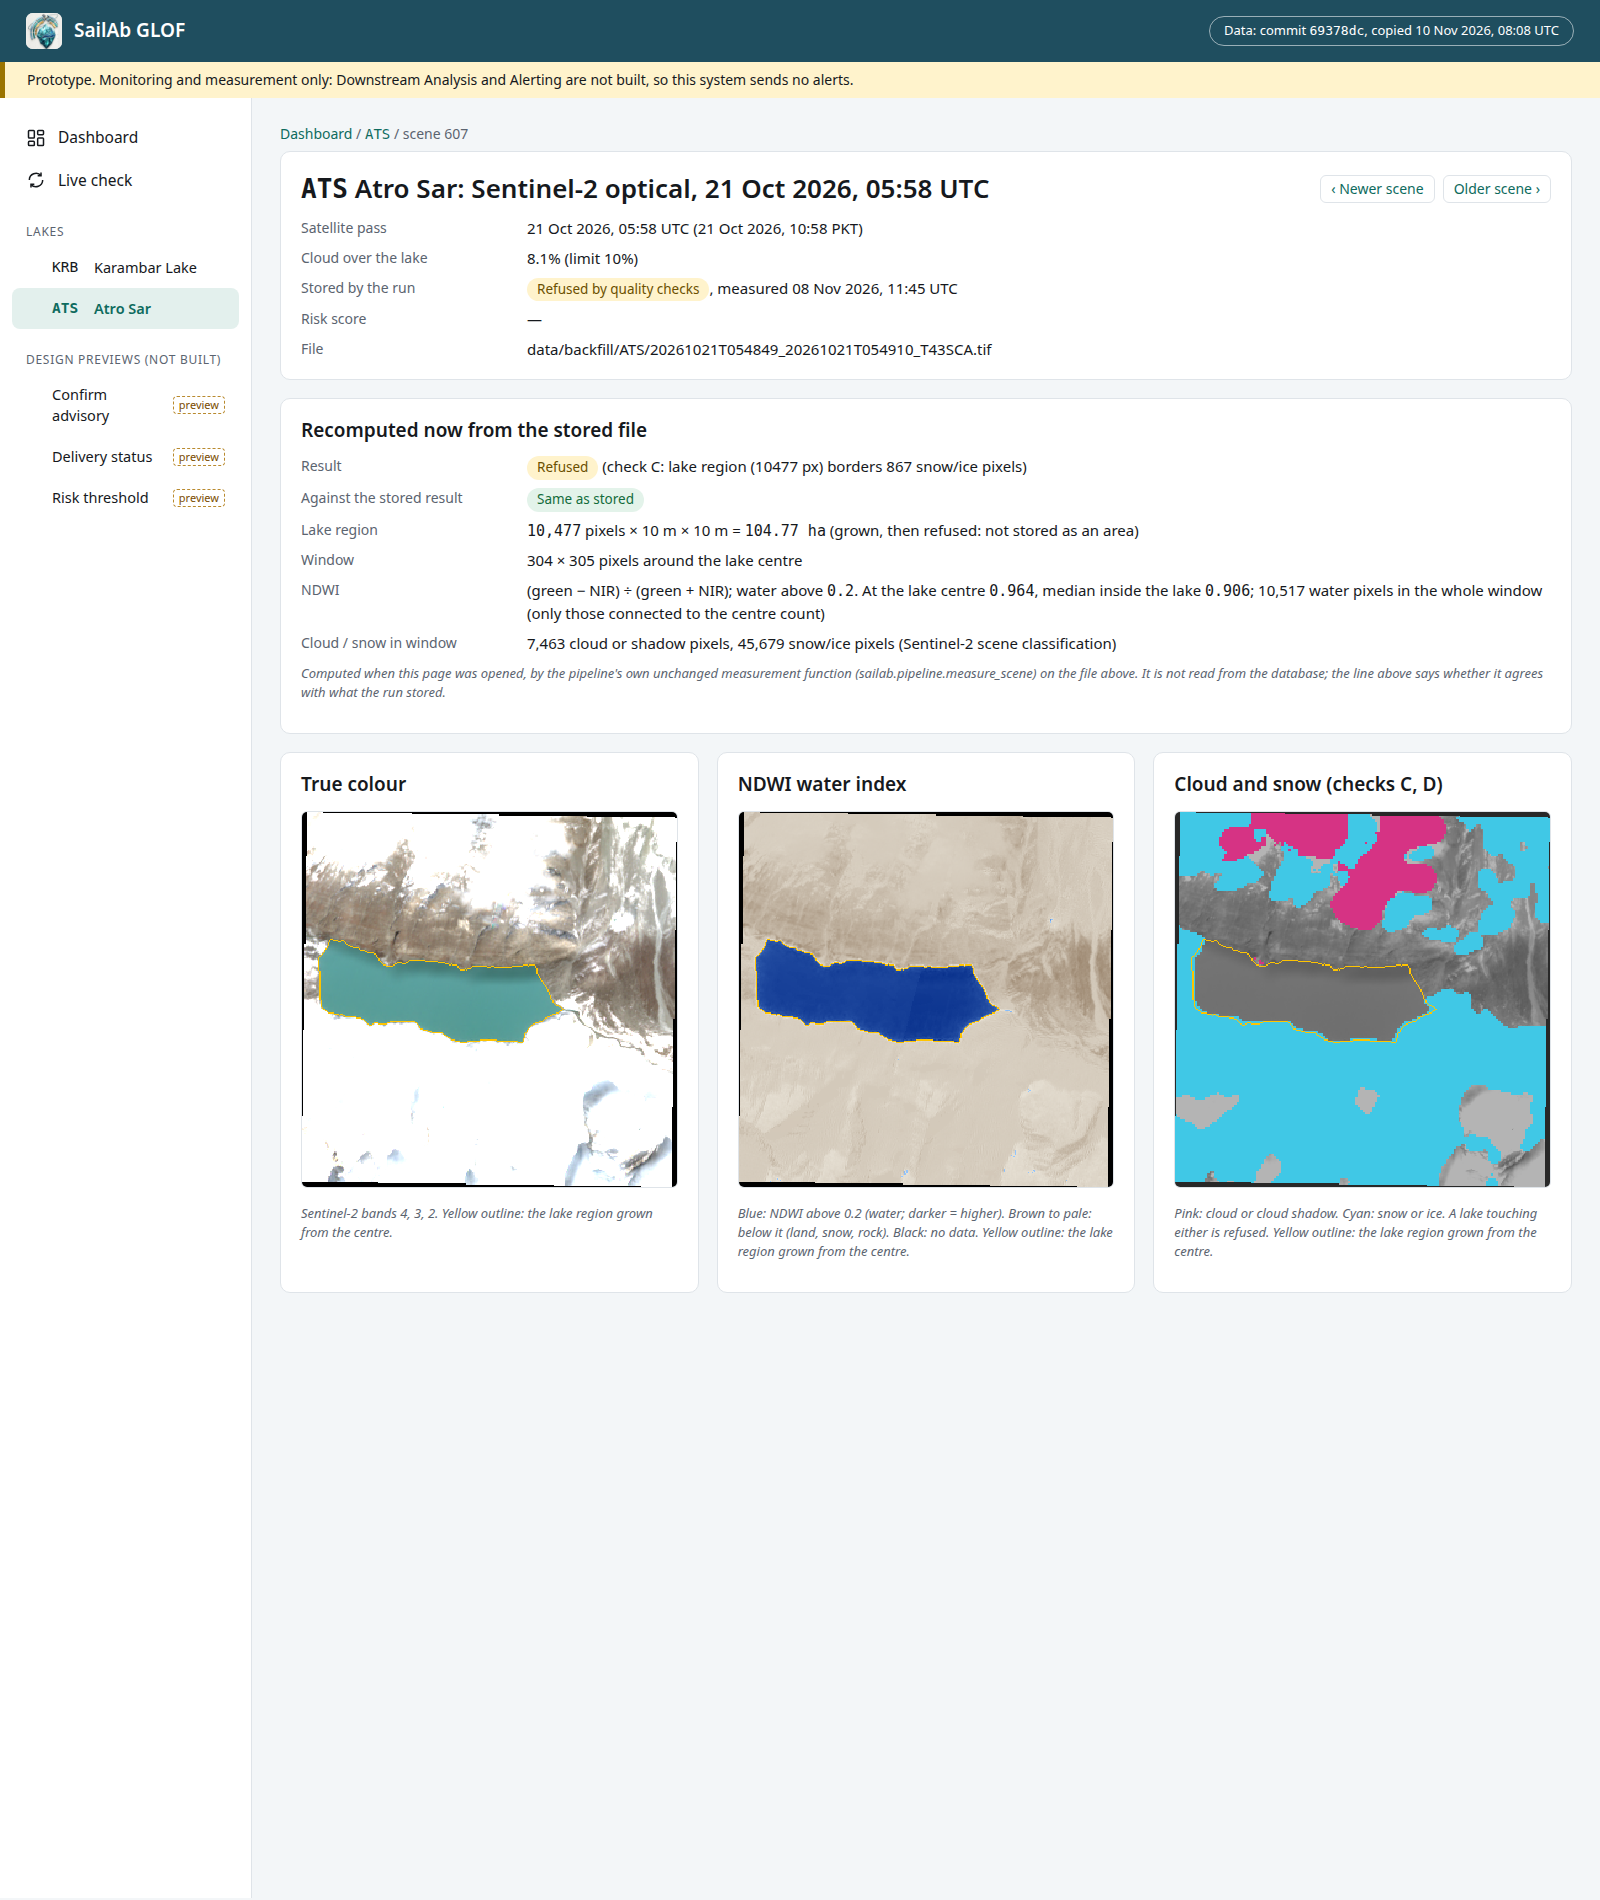 SailAb GLOF
Data: commit 69378dc, copied 10 Nov 2026, 08:08 UTC
Prototype. Monitoring and measurement only: Downstream Analysis and Alerting are not built, so this system sends no alerts.
Dashboard
Live check
LAKES
KRB Karambar Lake
ATS Atro Sar
DESIGN PREVIEWS (NOT BUILT)
Confirm
advisory
preview
Delivery status preview
Risk threshold preview
Dashboard / ATS / scene 607
ATS Atro Sar: Sentinel-2 optical, 21 Oct 2026, 05:58 UTC
‹ Newer scene
Older scene ›
Satellite pass 21 Oct 2026, 05:58 UTC (21 Oct 2026, 10:58 PKT)
Cloud over the lake 8.1% (limit 10%)
Stored by the run Refused by quality checks , measured 08 Nov 2026, 11:45 UTC
Risk score —
File data/backfill/ATS/20261021T054849_20261021T054910_T43SCA.tif
Recomputed now from the stored file
Result Refused (check C: lake region (10477 px) borders 867 snow/ice pixels)
Against the stored result Same as stored
Lake region 10,477 pixels × 10 m × 10 m = 104.77 ha (grown, then refused: not stored as an area)
Window 304 × 305 pixels around the lake centre
NDWI (green − NIR) ÷ (green + NIR); water above 0.2. At the lake centre 0.964, median inside the lake 0.906; 10,517 water pixels in the whole window
(only those connected to the centre count)
Cloud / snow in window 7,463 cloud or shadow pixels, 45,679 snow/ice pixels (Sentinel-2 scene classification)
Computed when this page was opened, by the pipeline's own unchanged measurement function (sailab.pipeline.measure_scene) on the file above. It is not read from the database; the line above says whether it agrees
with what the run stored.
True colour
Sentinel-2 bands 4, 3, 2. Yellow outline: the lake region grown
from the centre.
NDWI water index
Blue: NDWI above 0.2 (water; darker = higher). Brown to pale:
below it (land, snow, rock). Black: no data. Yellow outline: the lake
region grown from the centre.
Cloud and snow (checks C, D)
Pink: cloud or cloud shadow. Cyan: snow or ice. A lake touching
either is refused. Yellow outline: the lake region grown from the
centre.